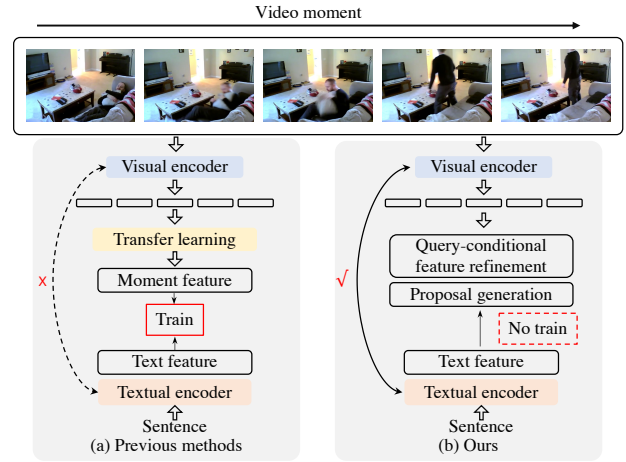 Video moment
Visual encoder
Transfer learning
Moment feature
x
Train
Text feature
Textual encoder
Sentence
(a) Previous methods
Visual encoder
Query-conditional
feature refinement
Proposal generation
√
No train
Text feature
Textual encoder
Sentence
(b) Ours